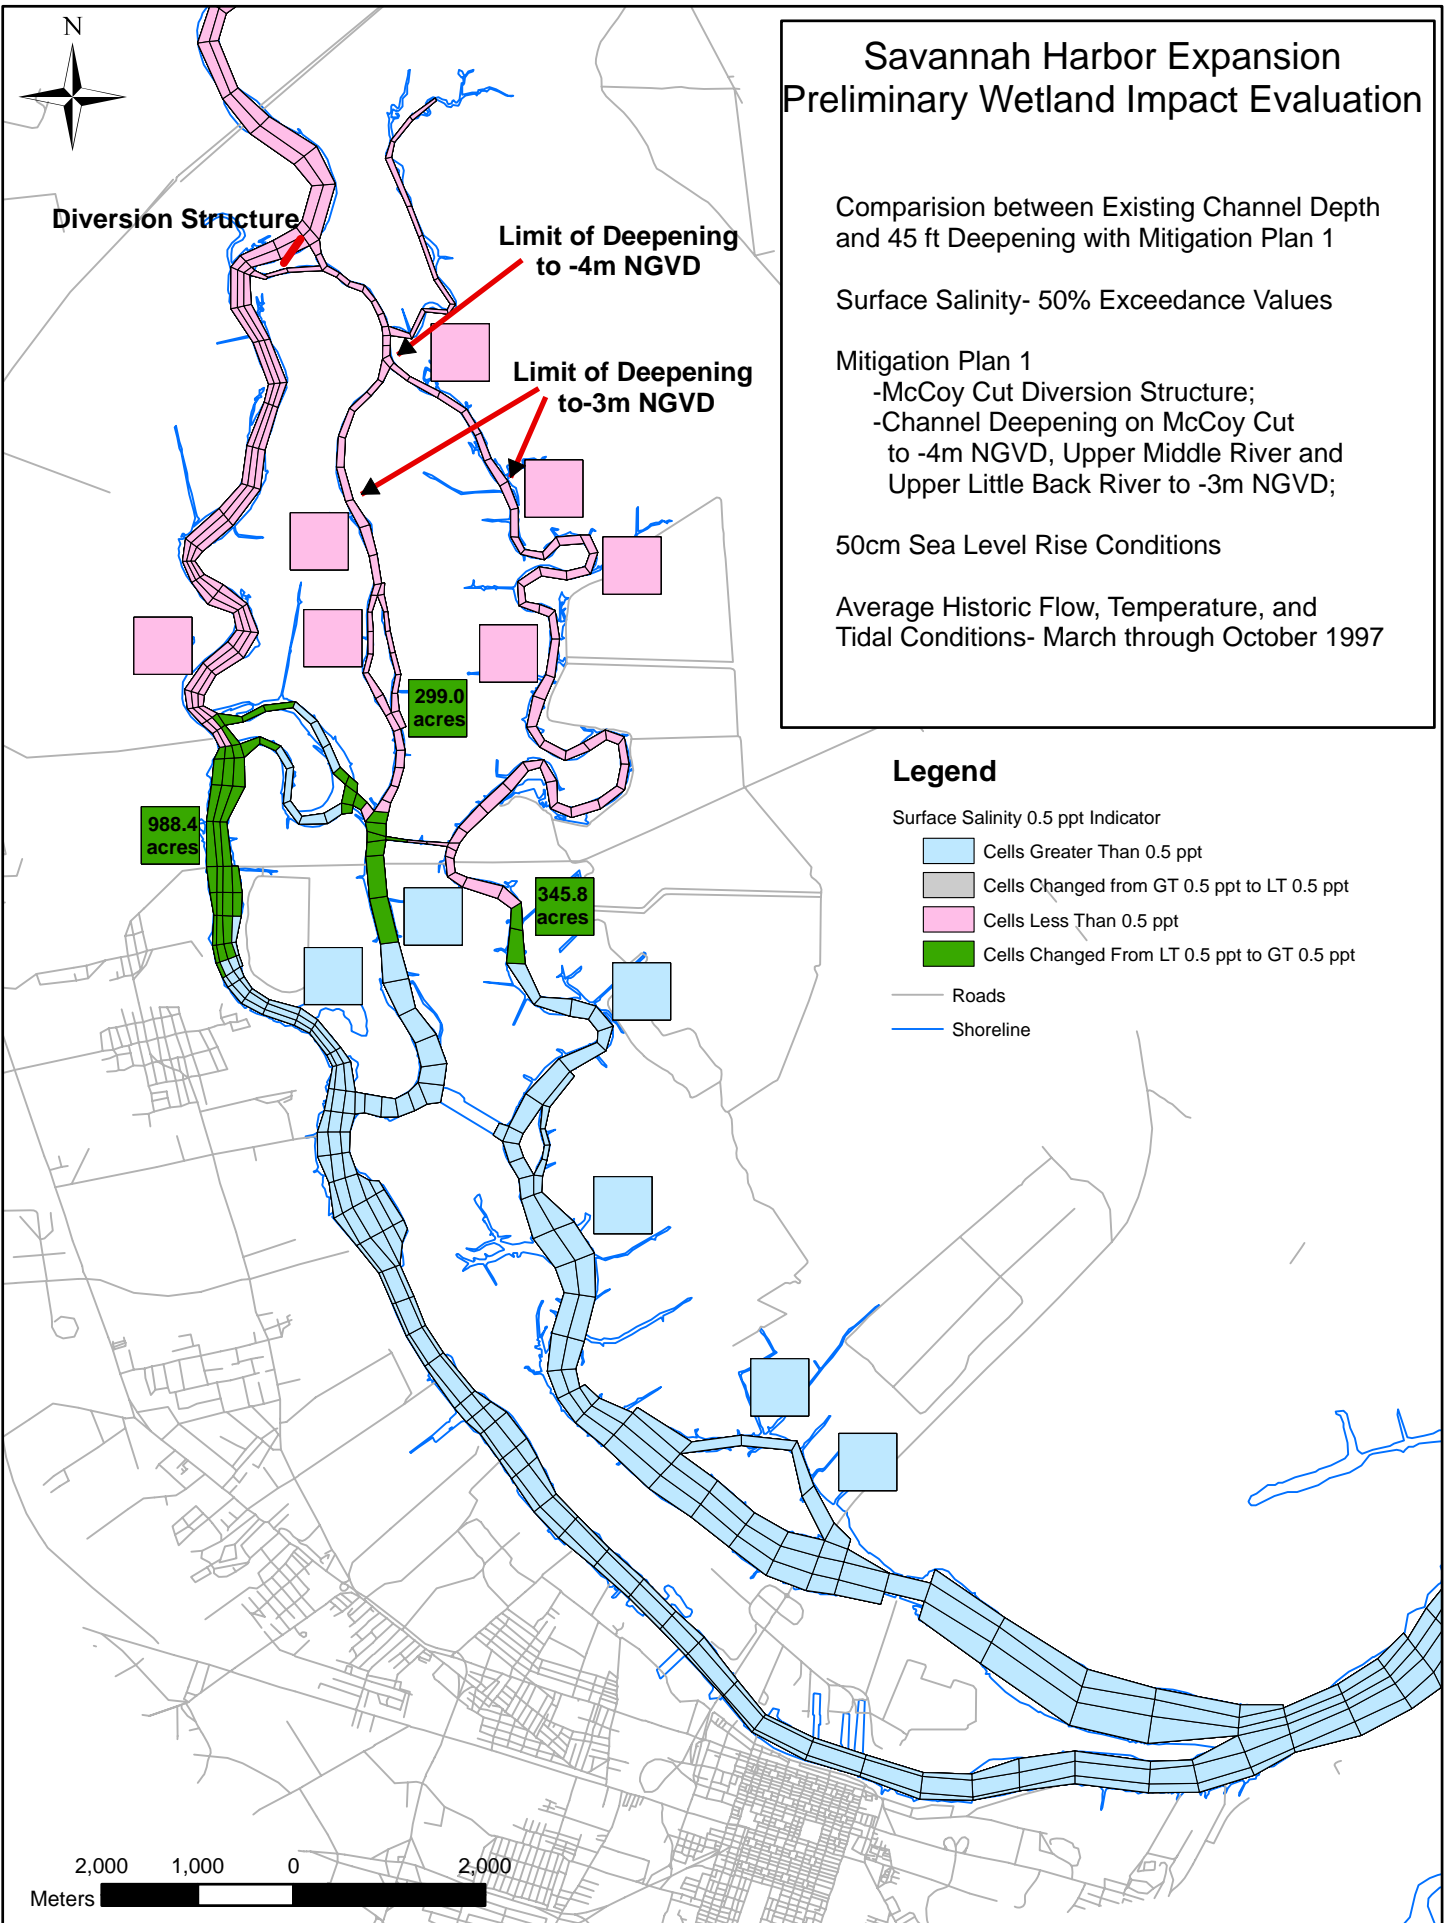 N
Savannah Harbor Expansion
Preliminary Wetland Impact Evaluation
Comparision between Existing Channel Depth
and 45 ft Deepening with Mitigation Plan 1
Surface Salinity- 50% Exceedance Values
Mitigation Plan 1
-McCoy Cut Diversion Structure;
-Channel Deepening on McCoy Cut
to -4m NGVD, Upper Middle River and
Upper Little Back River to -3m NGVD;
50cm Sea Level Rise Conditions
Average Historic Flow, Temperature, and
Tidal Conditions- March through October 1997
Diversion Structure
Limit of Deepening
to -4m NGVD
Limit of Deepening
to-3m NGVD
299.0
acres
988.4
acres
345.8
acres
Legend
Surface Salinity 0.5 ppt Indicator
Cells Greater Than 0.5 ppt
Cells Changed from GT 0.5 ppt to LT 0.5 ppt
Cells Less Than 0.5 ppt
Cells Changed From LT 0.5 ppt to GT 0.5 ppt
Roads
Shoreline
2,000 1,000 0 2,000
Meters